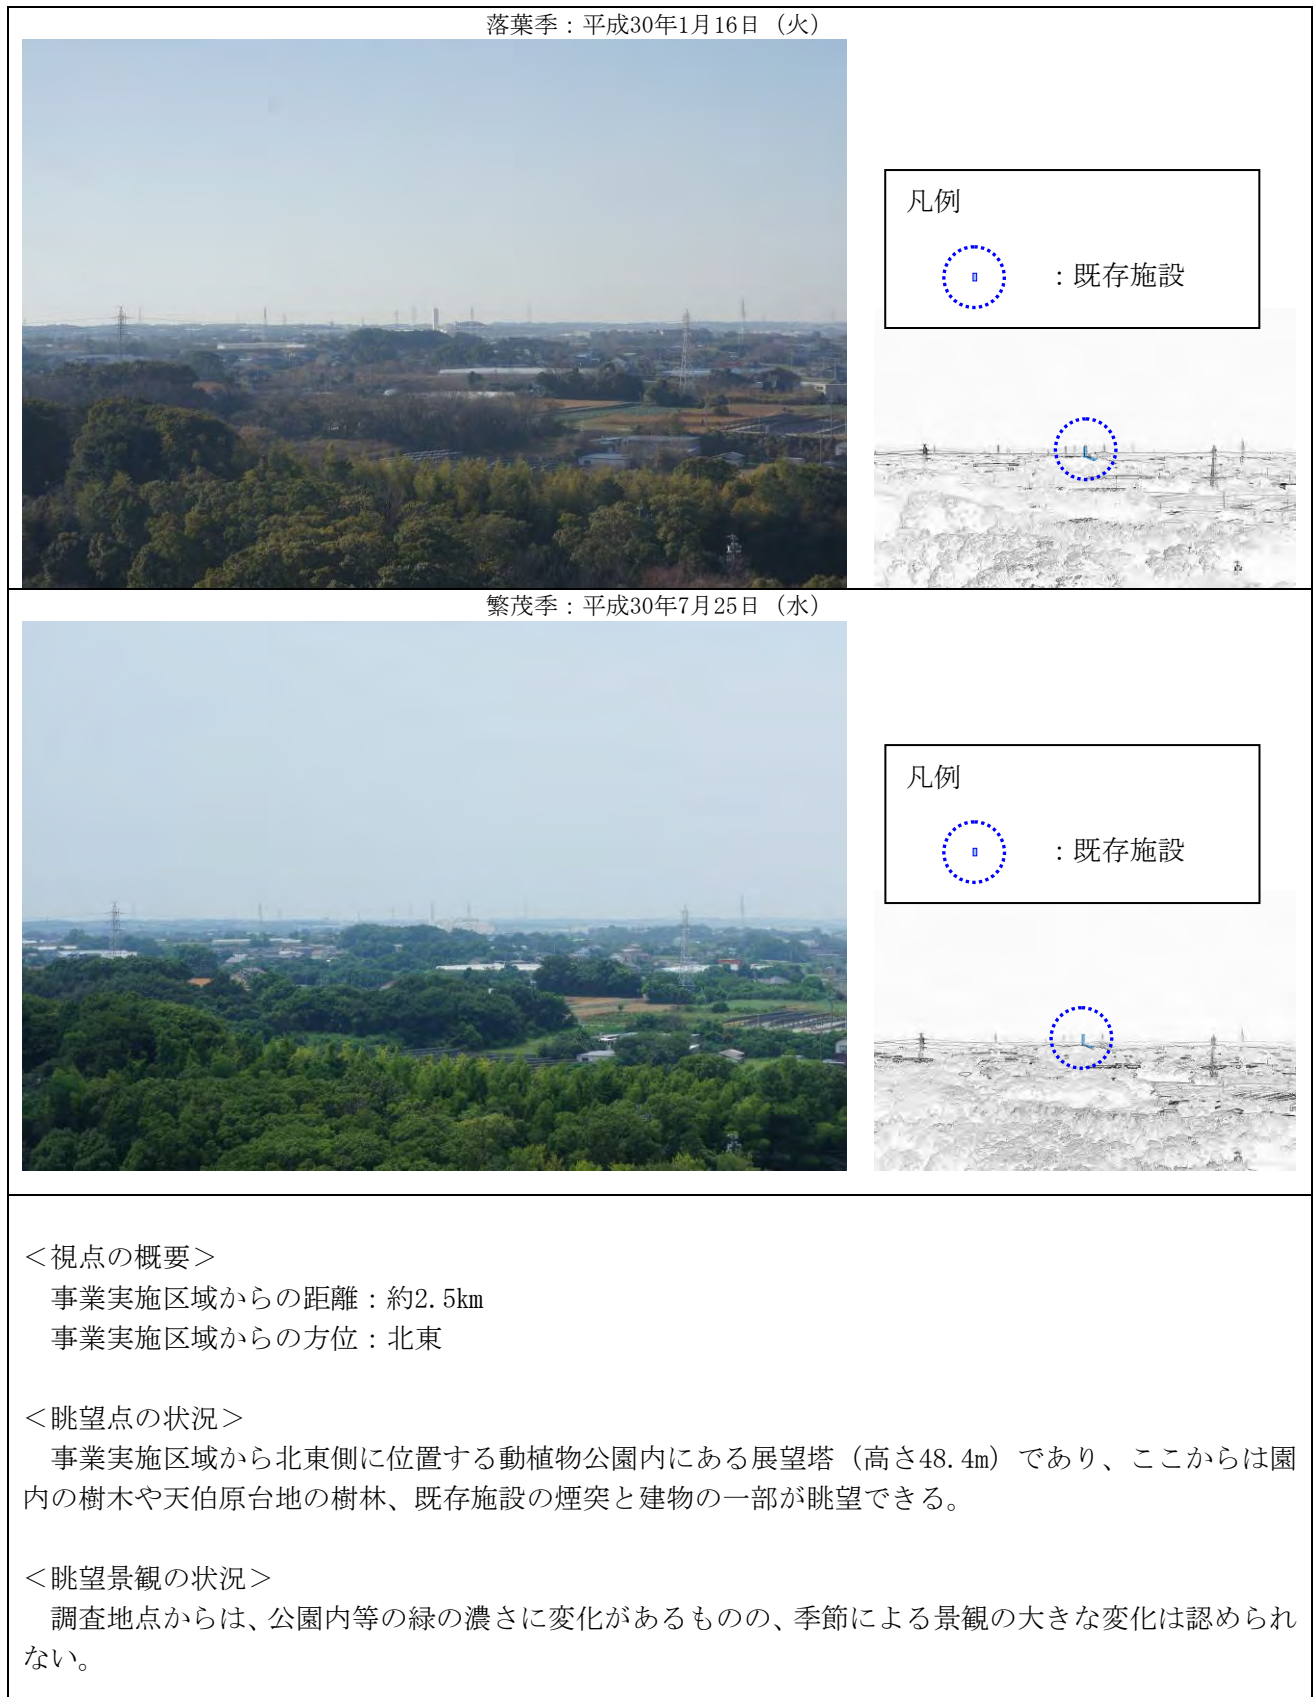 落葉季：平成30年1月16日（火）
凡例
：既存施設
繁茂季：平成30年7月25日（水）
凡例
：既存施設
＜視点の概要＞
事業実施区域からの距離：約2.5km
事業実施区域からの方位：北東
＜眺望点の状況＞
事業実施区域から北東側に位置する動植物公園内にある展望塔（高さ48.4m）であり、ここからは園
内の樹木や天伯原台地の樹林、既存施設の煙突と建物の一部が眺望できる。
＜眺望景観の状況＞
調査地点からは、公園内等の緑の濃さに変化があるものの、季節による景観の大きな変化は認められ
ない。